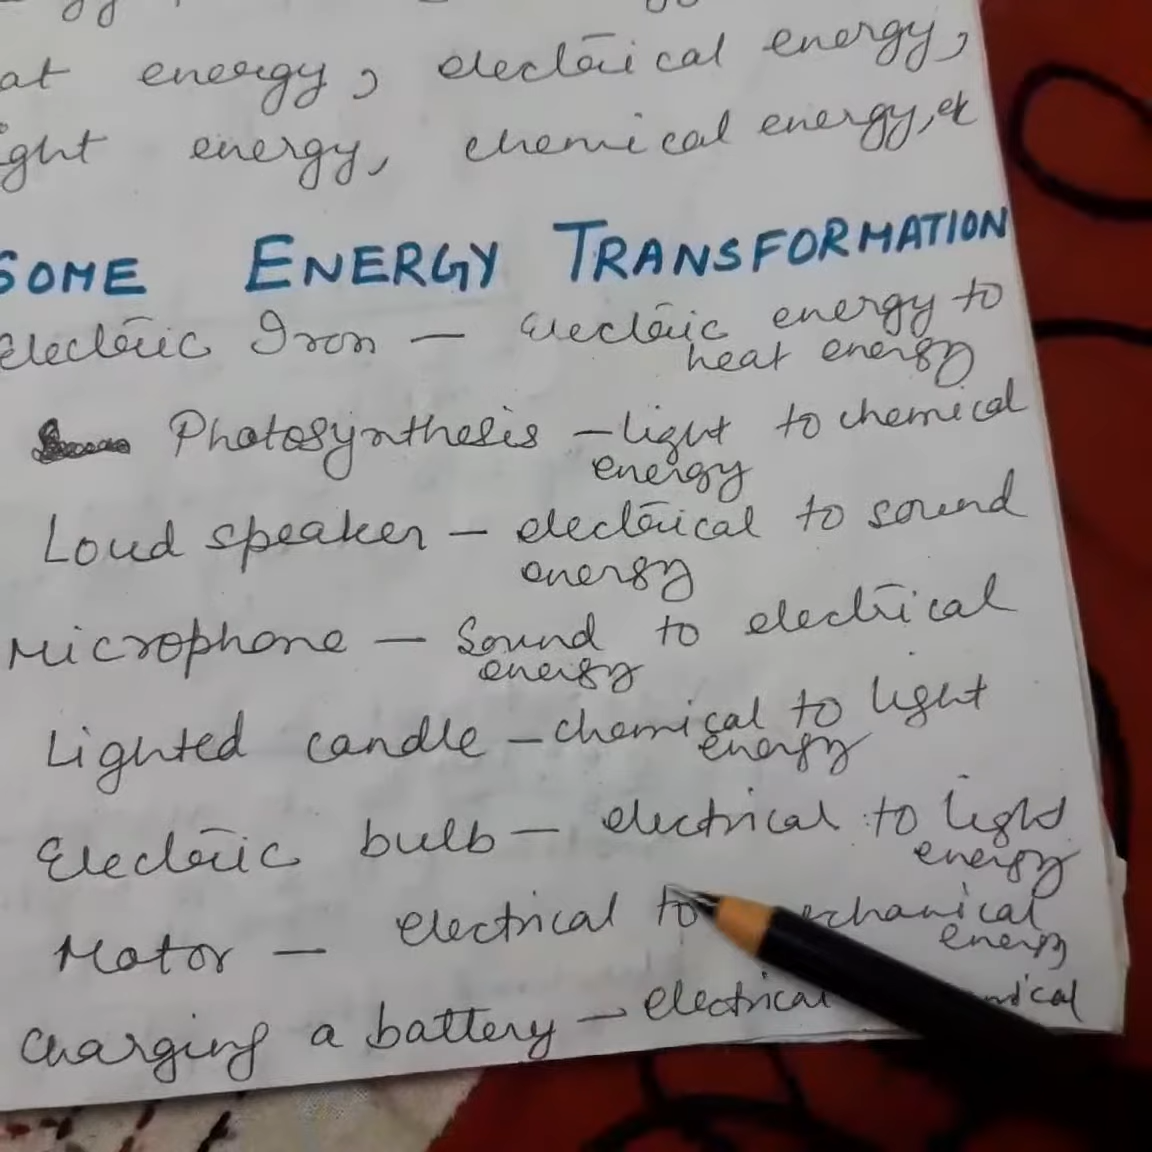 energy, electrical energy,
energy, chemical energy, etc
SOME ENERGY TRANSFORMATION
Electric Iron — Electric energy to
heat energy
Photosynthesis — light to chemical
energy
Loud speaker — electrical to sound
energy
Microphone — Sound to electrical
energy
Lighted candle — chemical to light
energy
Electric bulb — electrical to light
energy
Motor — electrical to mechanical
energy
Charging a battery — electrical